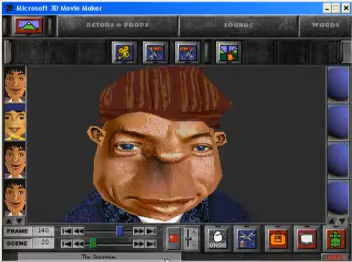 Microsoft 3D Movie Maker
ACTORS & PROPS
SOUNDS
WORDS
FRAME 140
SCENE 20
UNDO
The Snowman